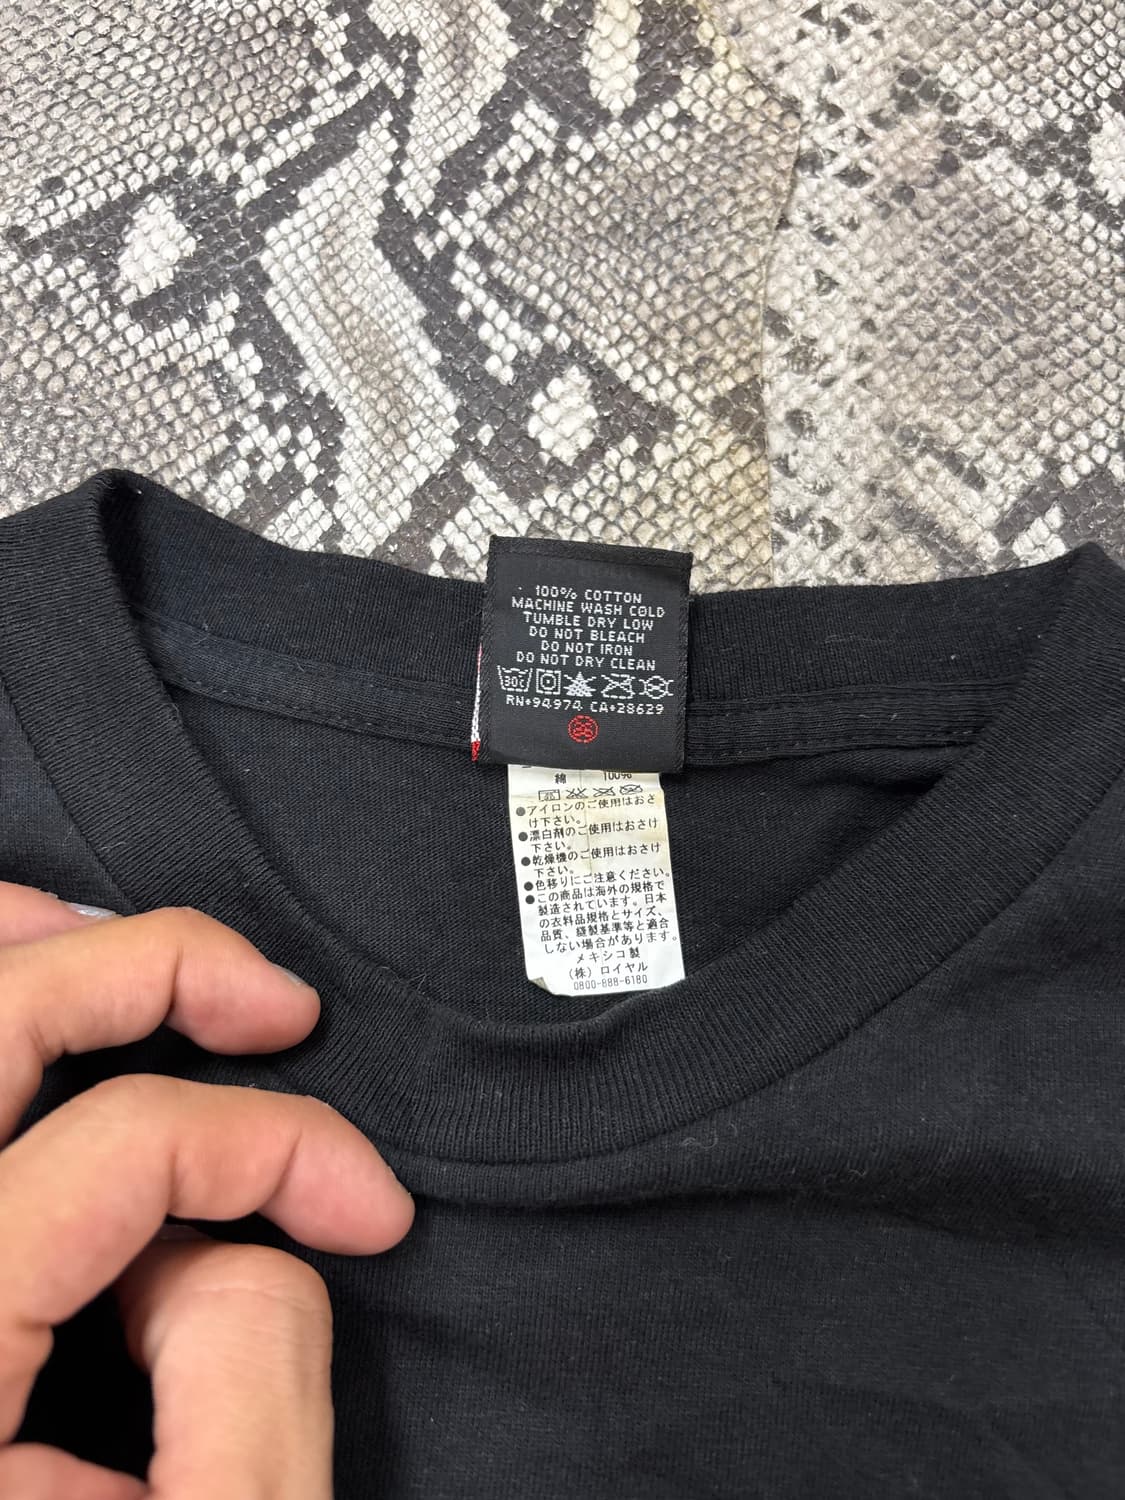 100% COTTON
MACHINE WASH COLD
TUMBLE DRY LOW
DO NOT BLEACH
DO NOT IRON
DO NOT DRY CLEAN
30c
RN•94974 CA•28629
綿 100%
●アイロンのご使用はおさ
け下さい。
●漂白剤のご使用はおさけ
下さい。
●乾燥機のご使用はおさけ
下さい。
●色移りにご注意ください。
●この商品は海外の規格で
製造されています。日本
の衣料品規格とサイズ、
品質、縫製基準等と適合
しない場合があります。
メキシコ製
(株) ロイヤル
0800-888-6180